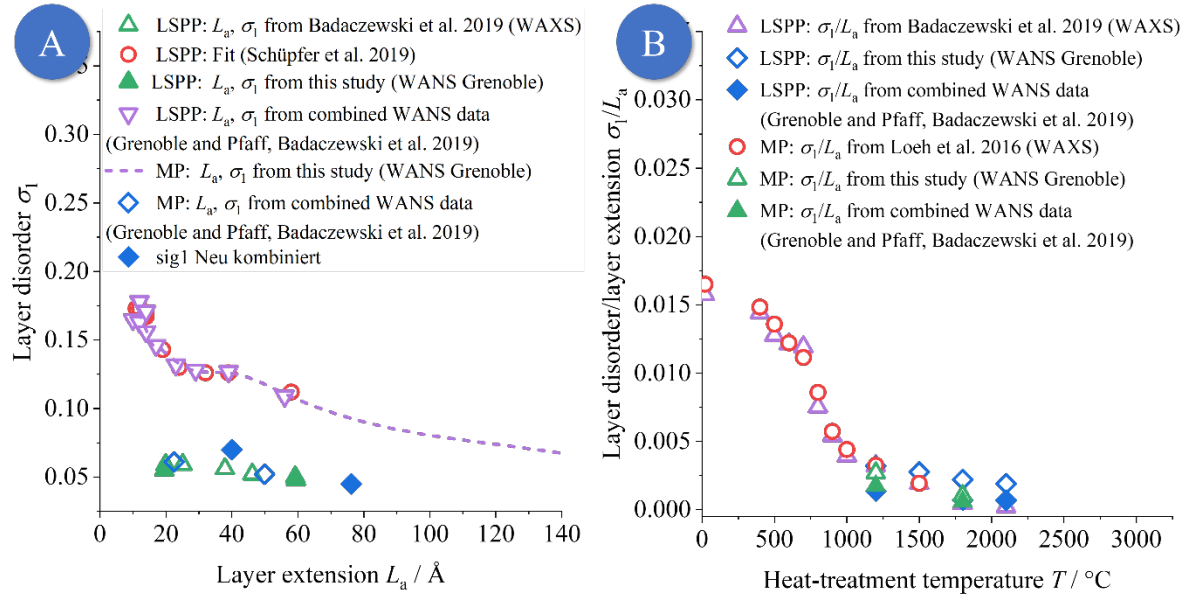 A
LSPP: La, σ1 from Badaczewski et al. 2019 (WAXS)
LSPP: Fit (Schüpfer et al. 2019)
LSPP: La, σ1 from this study (WANS Grenoble)
LSPP: La, σ1 from combined WANS data
(Grenoble and Pfaff, Badaczewski et al. 2019)
MP: La, σ1 from this study (WANS Grenoble)
MP: La, σ1 from combined WANS data
(Grenoble and Pfaff, Badaczewski et al. 2019)
sig1 Neu kombiniert
Layer disorder σ1
0.30
0.25
0.20
0.15
0.10
0.05
0 20 40 60 80 100 120 140
Layer extension La / Å
B
LSPP: σ1/La from Badaczewski et al. 2019 (WAXS)
LSPP: σ1/La from this study (WANS Grenoble)
LSPP: σ1/La from combined WANS data
(Grenoble and Pfaff, Badaczewski et al. 2019)
MP: σ1/La from Loeh et al. 2016 (WAXS)
MP: σ1/La from this study (WANS Grenoble)
MP: σ1/La from combined WANS data
(Grenoble and Pfaff, Badaczewski et al. 2019)
Layer disorder/layer extension σ1/La
0.030
0.025
0.020
0.015
0.010
0.005
0.000
0 500 1000 1500 2000 2500 3000
Heat-treatment temperature T / °C